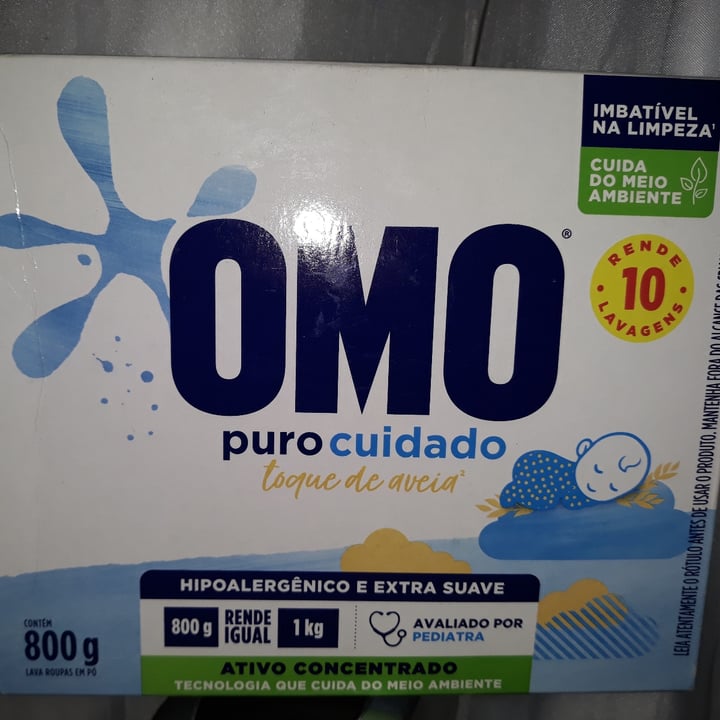 IMBATÍVEL
NA LIMPEZA¹
CUIDA
DO MEIO
AMBIENTE
OMO®
RENDE
10
LAVAGENS
puro cuidado
toque de aveia²
HIPOALERGÊNICO E EXTRA SUAVE
800 g RENDE IGUAL 1 kg
AVALIADO POR
PEDIATRA
CONTÉM
800 g
LAVA ROUPAS EM PÓ
ATIVO CONCENTRADO
TECNOLOGIA QUE CUIDA DO MEIO AMBIENTE
LEIA ATENTAMENTE O RÓTULO ANTES DE USAR O PRODUTO. MANTENHA FORA DO ALCANCE DAS